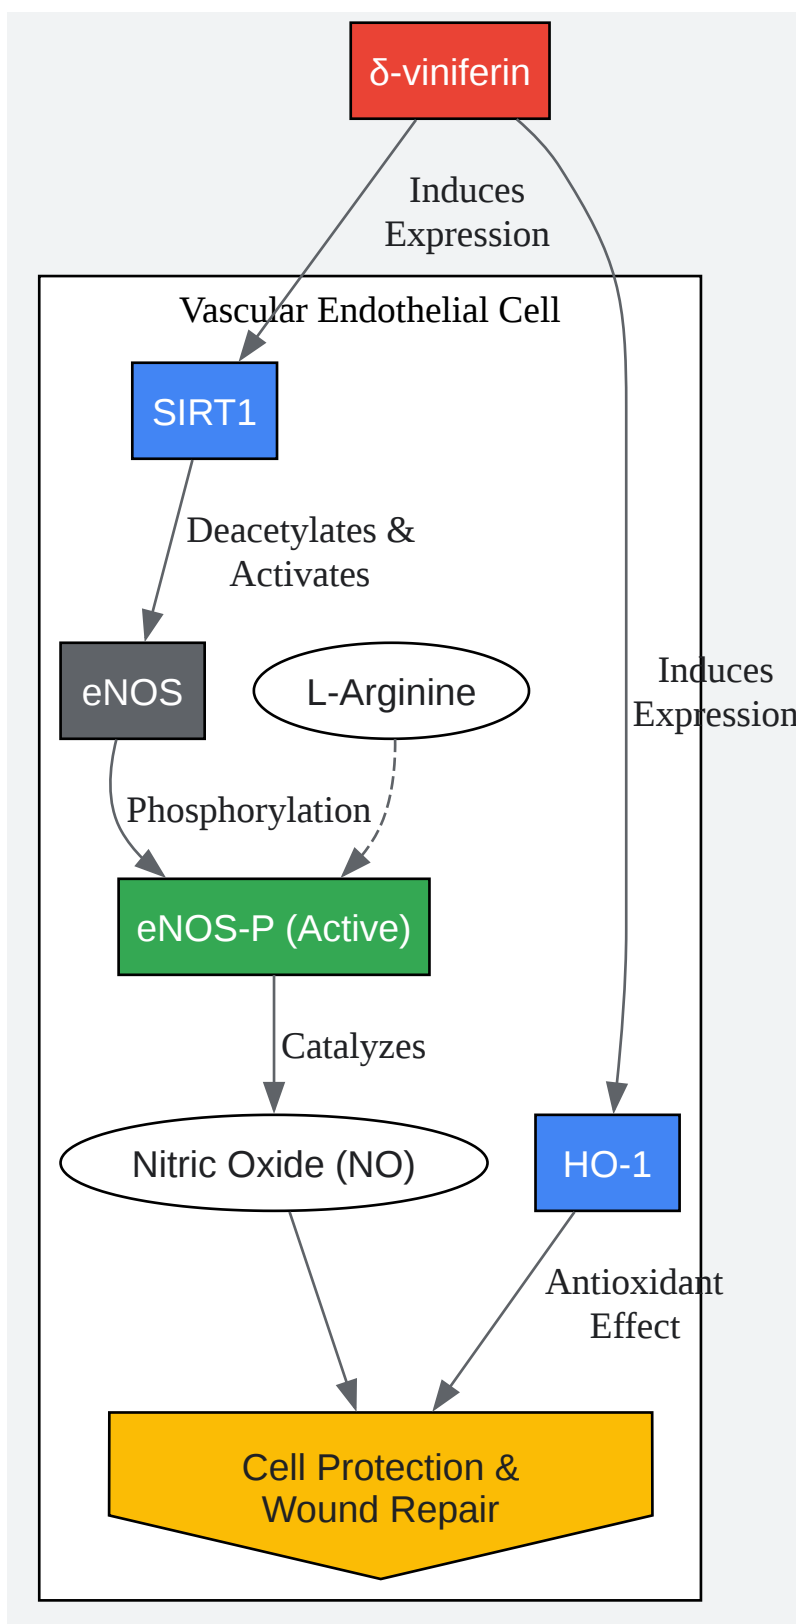 δ-viniferin
Induces
Expression
Vascular Endothelial Cell
SIRT1
Deacetylates &
Activates
eNOS
L-Arginine
Induces
Expression
Phosphorylation
eNOS-P (Active)
Catalyzes
Nitric Oxide (NO)
HO-1
Antioxidant
Effect
Cell Protection &
Wound Repair